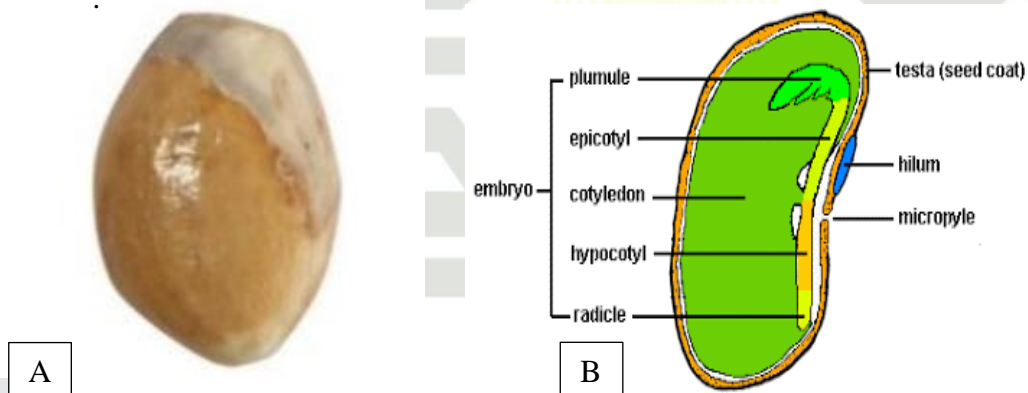 .
plumule
testa (seed coat)
epicotyl
hilum
embryo
cotyledon
micropyle
hypocotyl
radicle
A
B